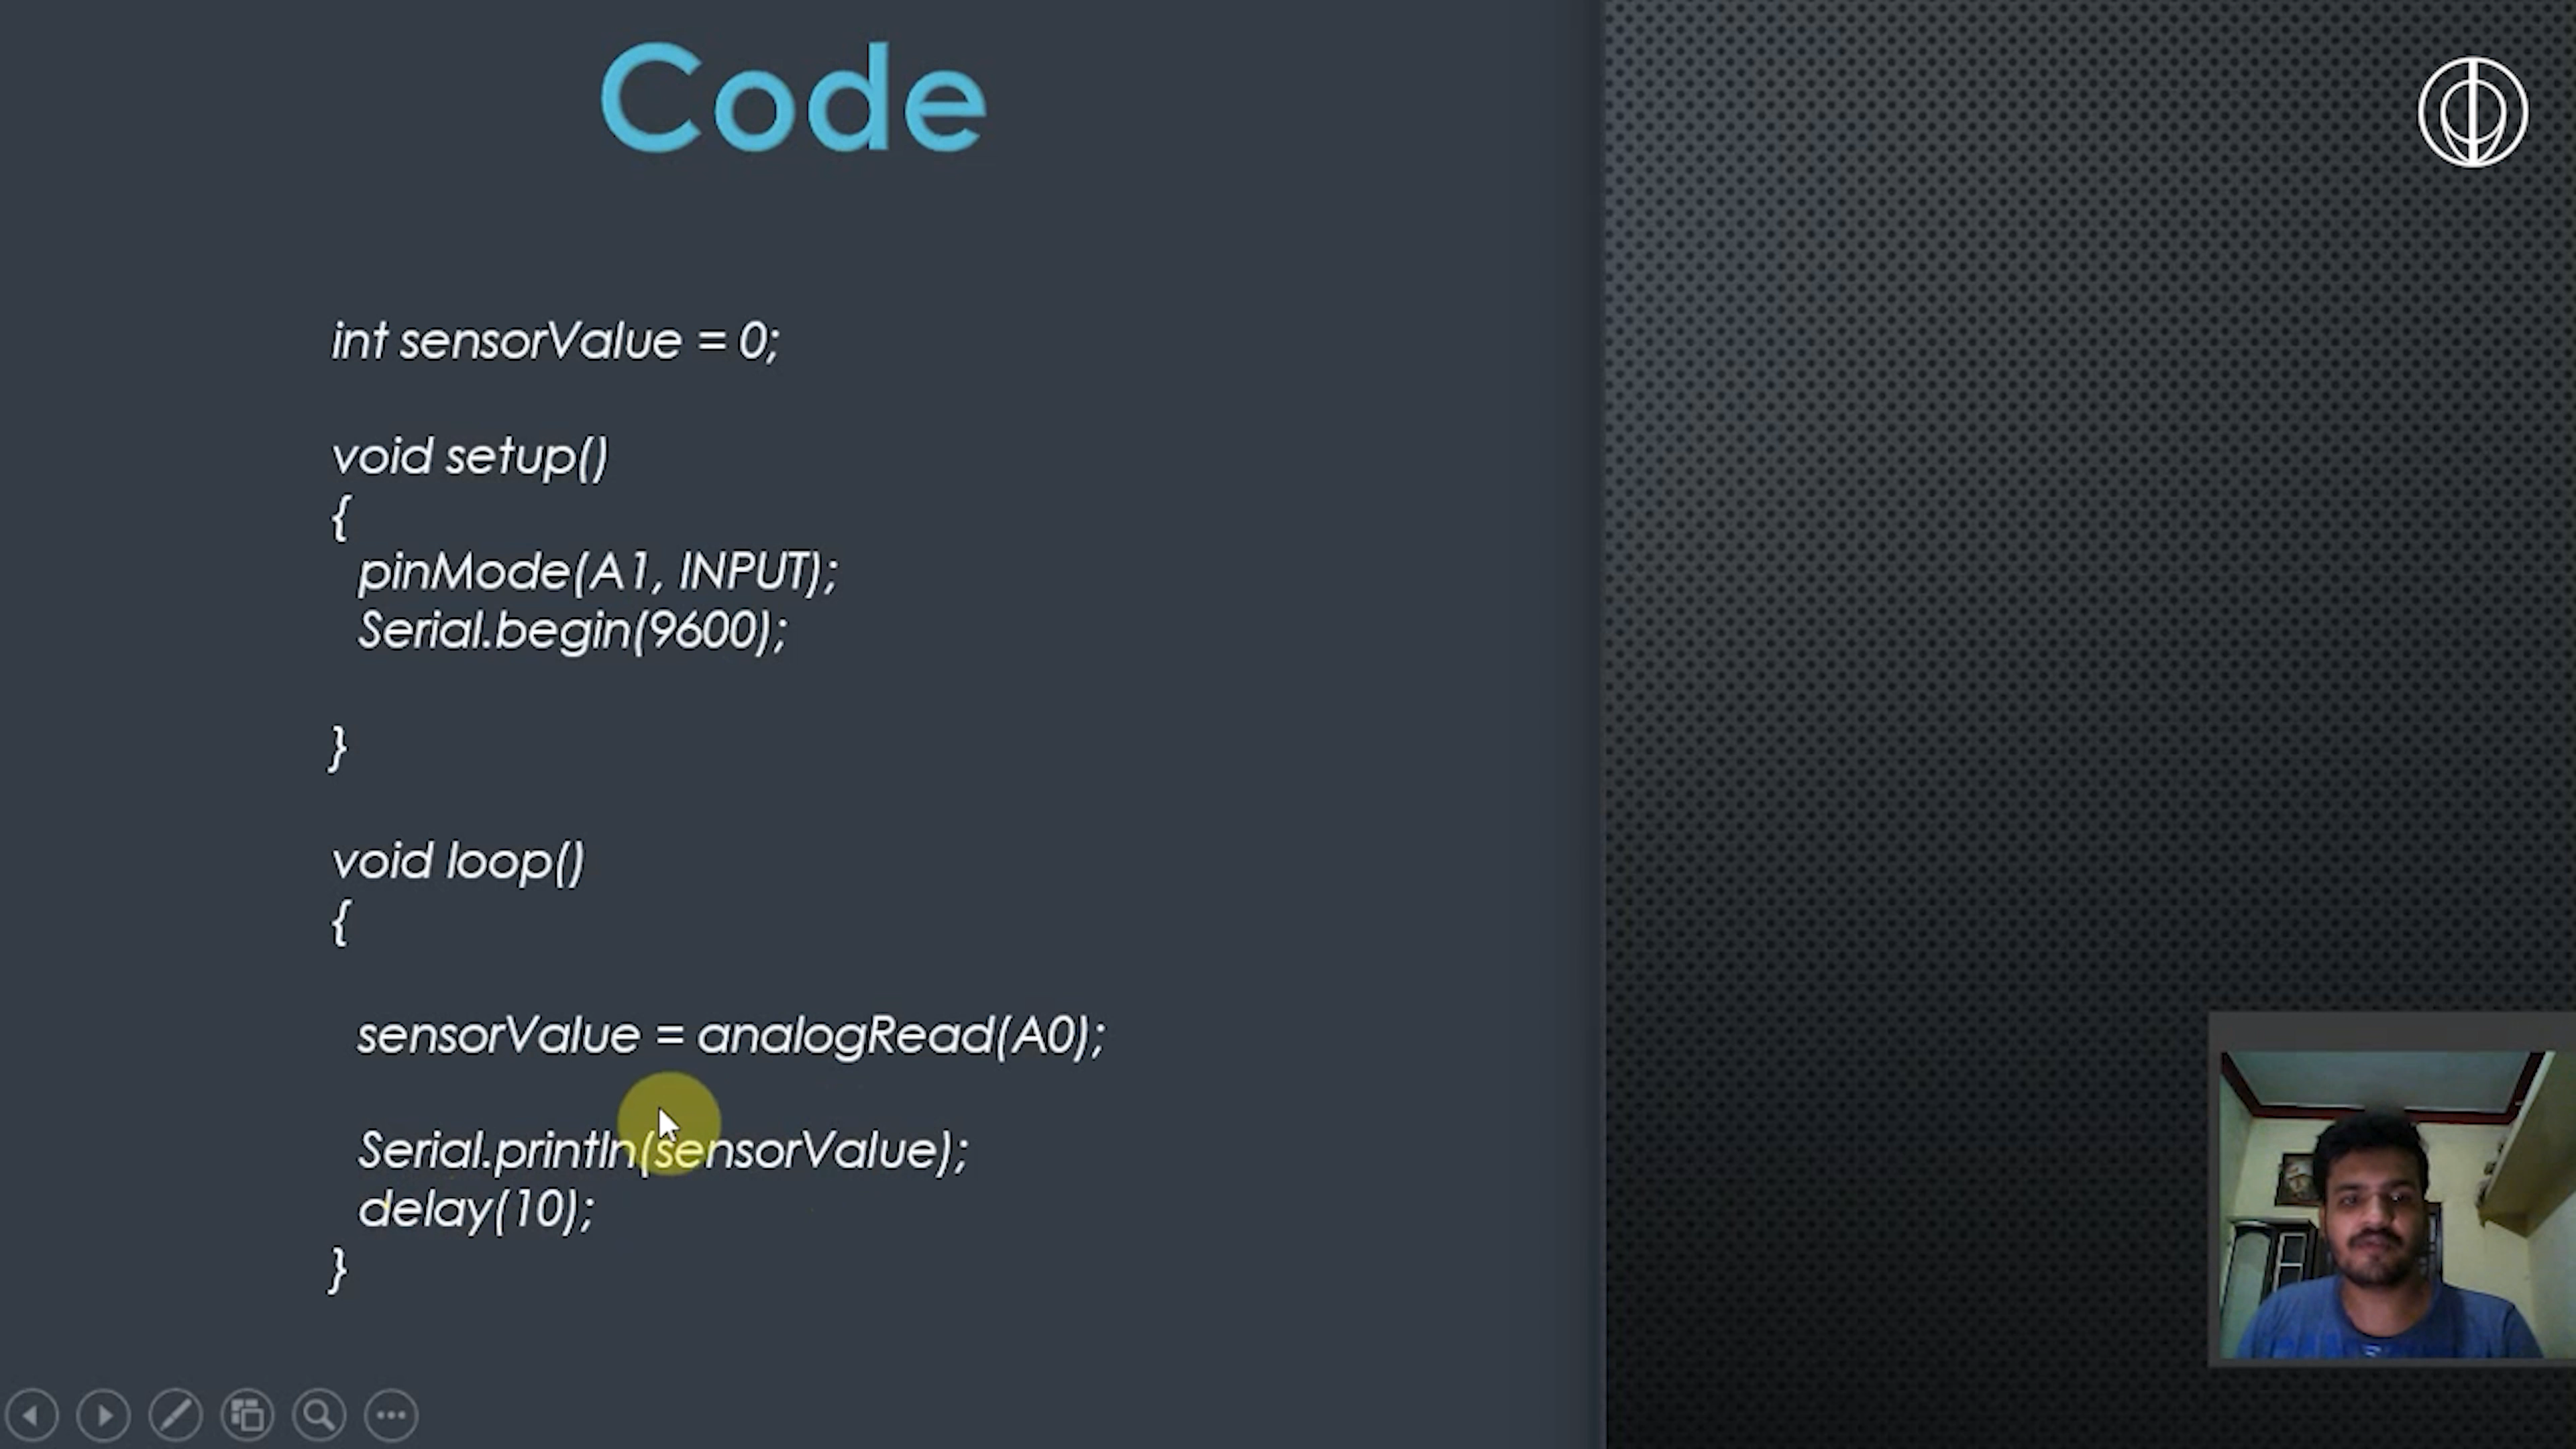 Code
int sensorValue = 0;
void setup()
{
pinMode(A1, INPUT);
Serial.begin(9600);
}
void loop()
{
sensorValue = analogRead(A0);
Serial.println(sensorValue);
delay(10);
}